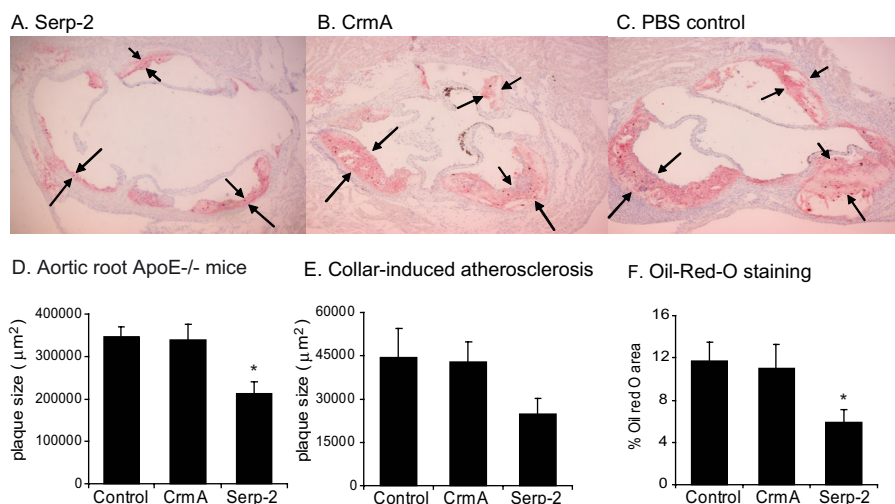 A. Serp-2
B. CrmA
C. PBS control
D. Aortic root ApoE-/- mice
plaque size (μm²)
400000
300000
200000
100000
0
*
Control CrmA Serp-2
E. Collar-induced atherosclerosis
plaque size (μm²)
60000
45000
30000
15000
0
Control CrmA Serp-2
F. Oil-Red-O staining
% Oil red O area
16
12
8
4
0
*
Control CrmA Serp-2